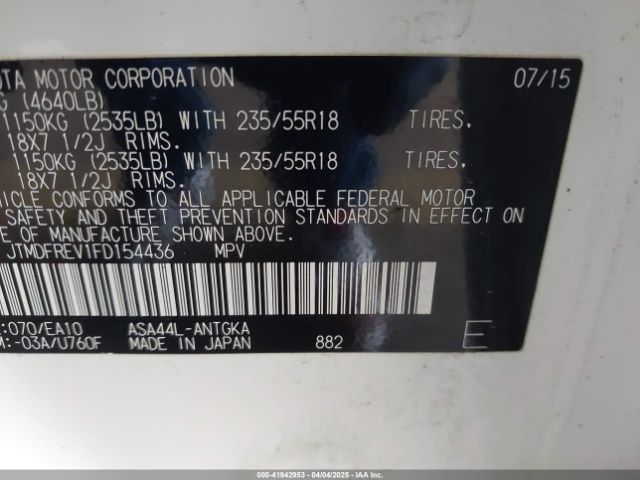 OTA MOTOR CORPORATION 07/15
G (4640LB)
1150KG (2535LB) WITH 235/55R18 TIRES,
18X7 1/2J RIMS.
1150KG (2535LB) WITH 235/55R18 TIRES,
18X7 1/2J RIMS.
HICLE CONFORMS TO ALL APPLICABLE FEDERAL MOTOR
SAFETY AND THEFT PREVENTION STANDARDS IN EFFECT ON
E OF MANUFACTURE SHOWN ABOVE.
JTMDFREV1FD154436 MPV
:070/EA10 ASA44L-ANTGKA
M:-03A/U760F MADE IN JAPAN 882 E
000-41942953 - 04/04/2025 - IAA Inc.